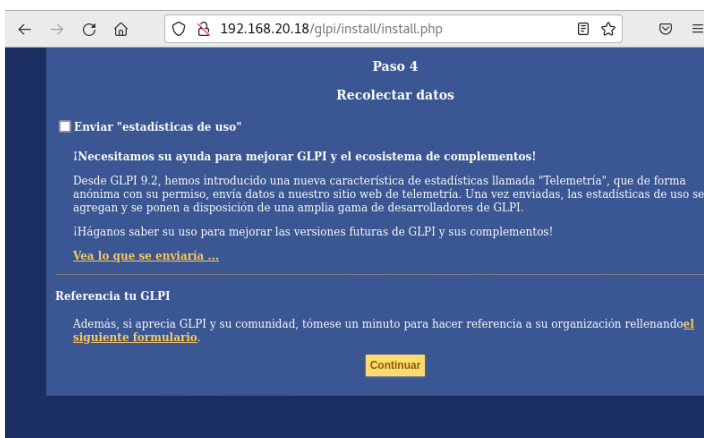 192.168.20.18/glpi/install/install.php
Paso 4
Recolectar datos
Enviar "estadísticas de uso"
¡Necesitamos su ayuda para mejorar GLPI y el ecosistema de complementos!
Desde GLPI 9.2, hemos introducido una nueva característica de estadísticas llamada "Telemetría", que de forma
anónima con su permiso, envía datos a nuestro sitio web de telemetría. Una vez enviadas, las estadísticas de uso se
agregan y se ponen a disposición de una amplia gama de desarrolladores de GLPI.
¡Háganos saber su uso para mejorar las versiones futuras de GLPI y sus complementos!
Vea lo que se enviaría ...
Referencia tu GLPI
Además, si aprecia GLPI y su comunidad, tómese un minuto para hacer referencia a su organización rellenandoel
siguiente formulario.
Continuar